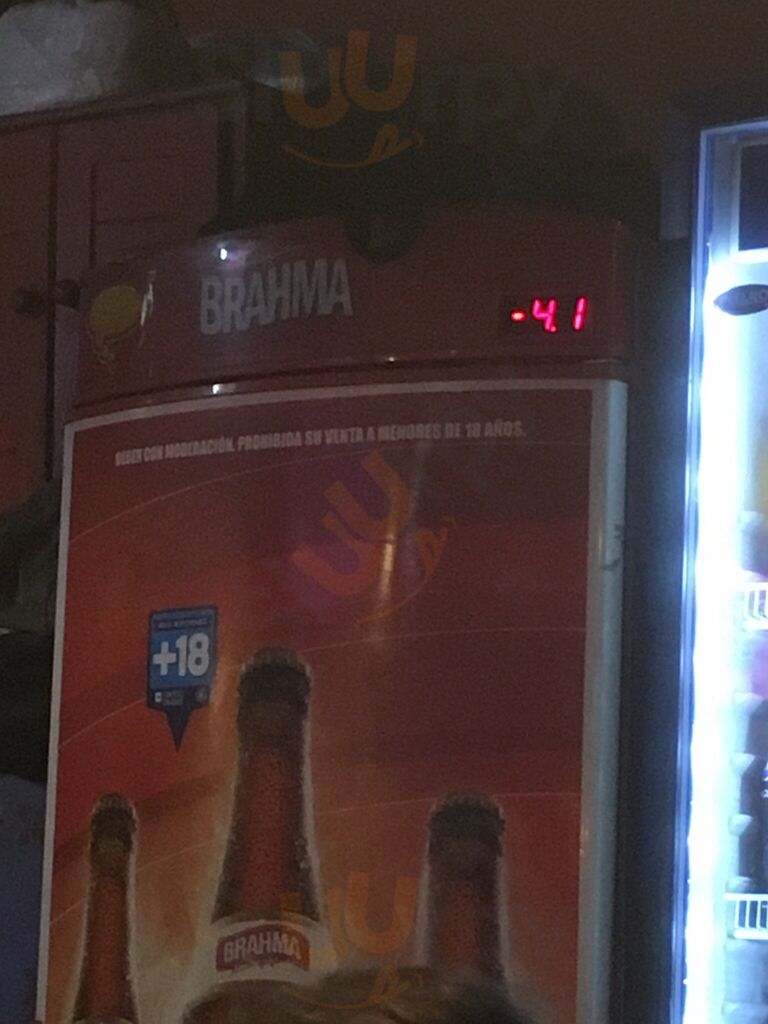 BRAHMA
-4.1
BEBER CON MODERACIÓN. PROHIBIDA SU VENTA A MENORES DE 18 AÑOS.
+18
BRAHMA